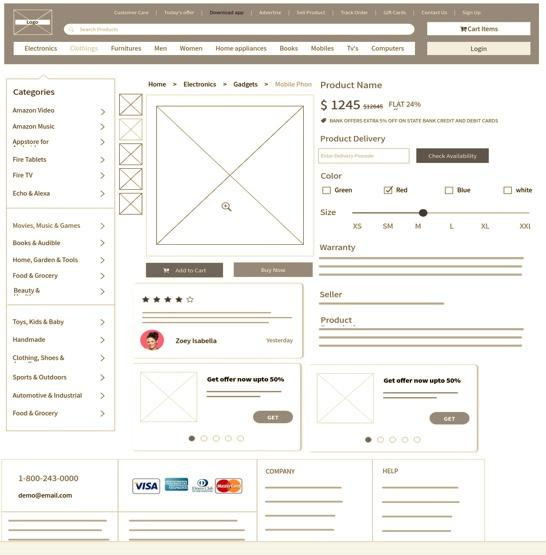 Customer Care | Today's offer | Download app | Advertise | Sell Product | Track Order | Gift Cards | Contact Us | Sign Up
Logo
Search Products
Cart Items
Electronics Clothings Furnitures Men Women Home appliances Books Mobiles Tv's Computers
Login
Categories
Amazon Video
Amazon Music
Appstore for
Fire Tablets
Fire TV
Echo & Alexa
Movies, Music & Games
Books & Audible
Home, Garden & Tools
Food & Grocery
Beauty &
Toys, Kids & Baby
Handmade
Clothing, Shoes &
Sports & Outdoors
Automotive & Industrial
Food & Grocery
Home > Electronics > Gadgets > Mobile Phon
Add to Cart
Buy Now
Product Name
$ 1245 $12645 FLAT 24%
BANK OFFERS EXTRA 5% OFF ON STATE BANK CREDIT AND DEBIT CARDS
Product Delivery
Enter Delivery Pincode
Check Availability
Color
Green Red Blue white
Size
XS SM M L XL XXL
Warranty
Seller
Product
Zoey Isabella Yesterday
Get offer now upto 50%
GET
Get offer now upto 50%
GET
1-800-243-0000
demo@email.com
VISA
MasterCard
COMPANY
HELP